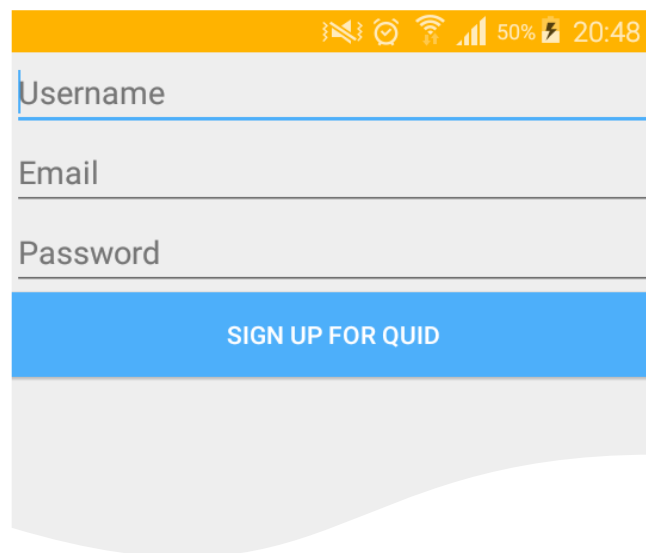 50% 20:48
Username
Email
Password
SIGN UP FOR QUID